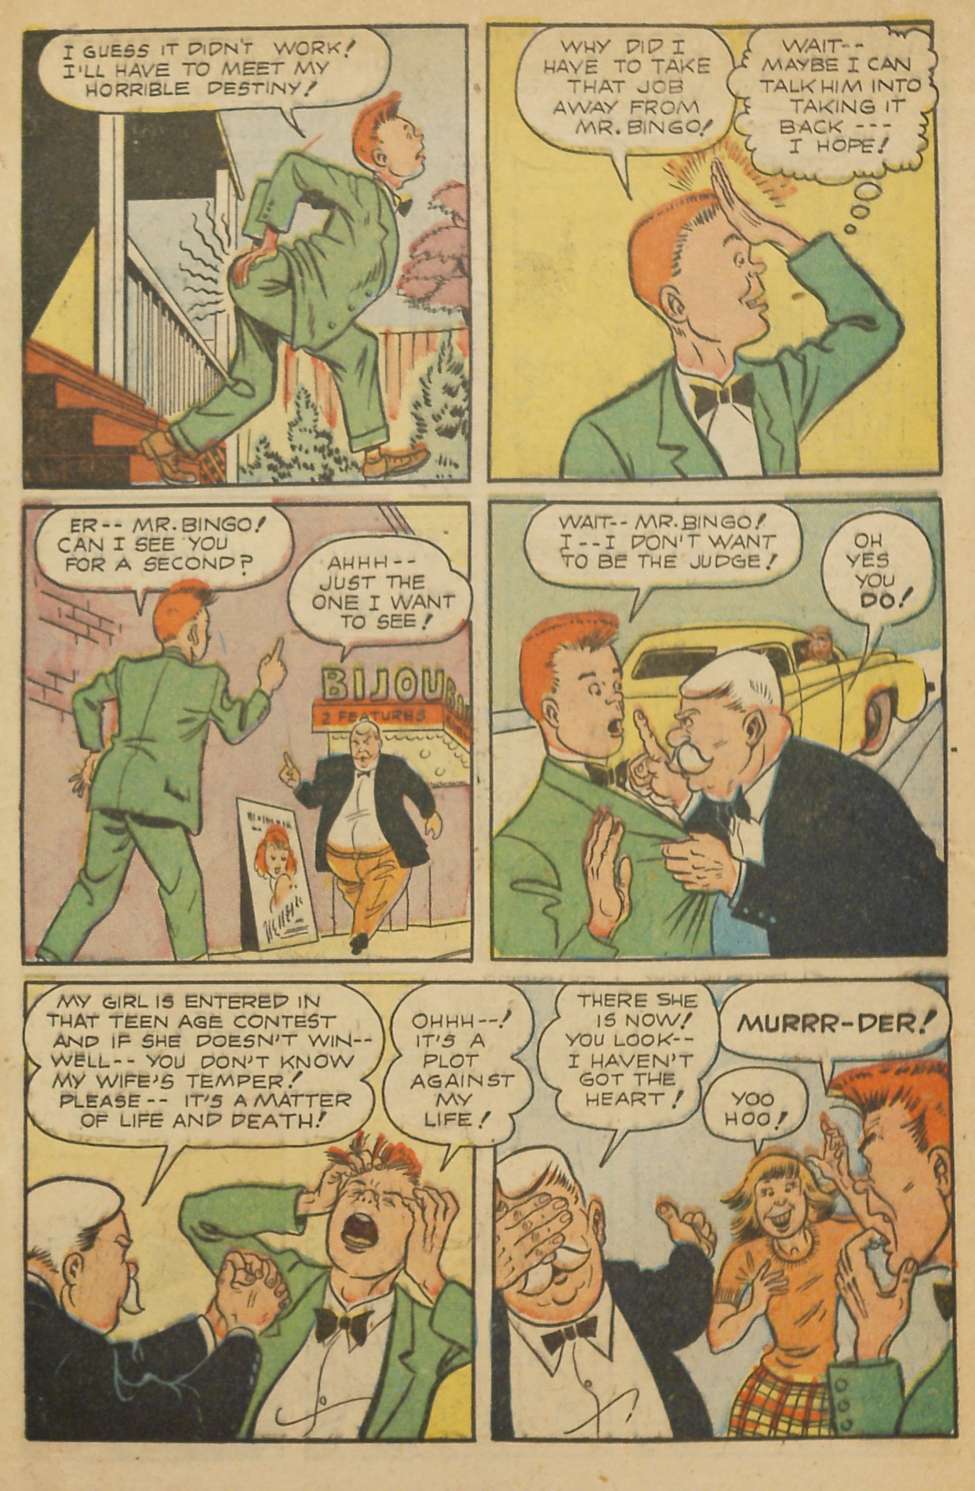 I GUESS IT DIDN'T WORK!
I'LL HAVE TO MEET MY
HORRIBLE DESTINY!
WHY DID I
HAVE TO TAKE
THAT JOB
AWAY FROM
MR. BINGO!
WAIT--
MAYBE I CAN
TALK HIM INTO
TAKING IT
BACK ---
I HOPE!
ER-- MR. BINGO!
CAN I SEE YOU
FOR A SECOND?
AHHH--
JUST THE
ONE I WANT
TO SEE!
BIJOU
2 FEATURES
WAIT-- MR. BINGO!
I--I DON'T WANT
TO BE THE JUDGE!
OH
YES
YOU
DO!
MY GIRL IS ENTERED IN
THAT TEEN AGE CONTEST
AND IF SHE DOESN'T WIN--
WELL-- YOU DON'T KNOW
MY WIFE'S TEMPER!
PLEASE-- IT'S A MATTER
OF LIFE AND DEATH!
OHHH--!
IT'S A
PLOT
AGAINST
MY
LIFE!
THERE SHE
IS NOW!
YOU LOOK--
I HAVEN'T
GOT THE
HEART!
YOO
HOO!
MURRR-DER!